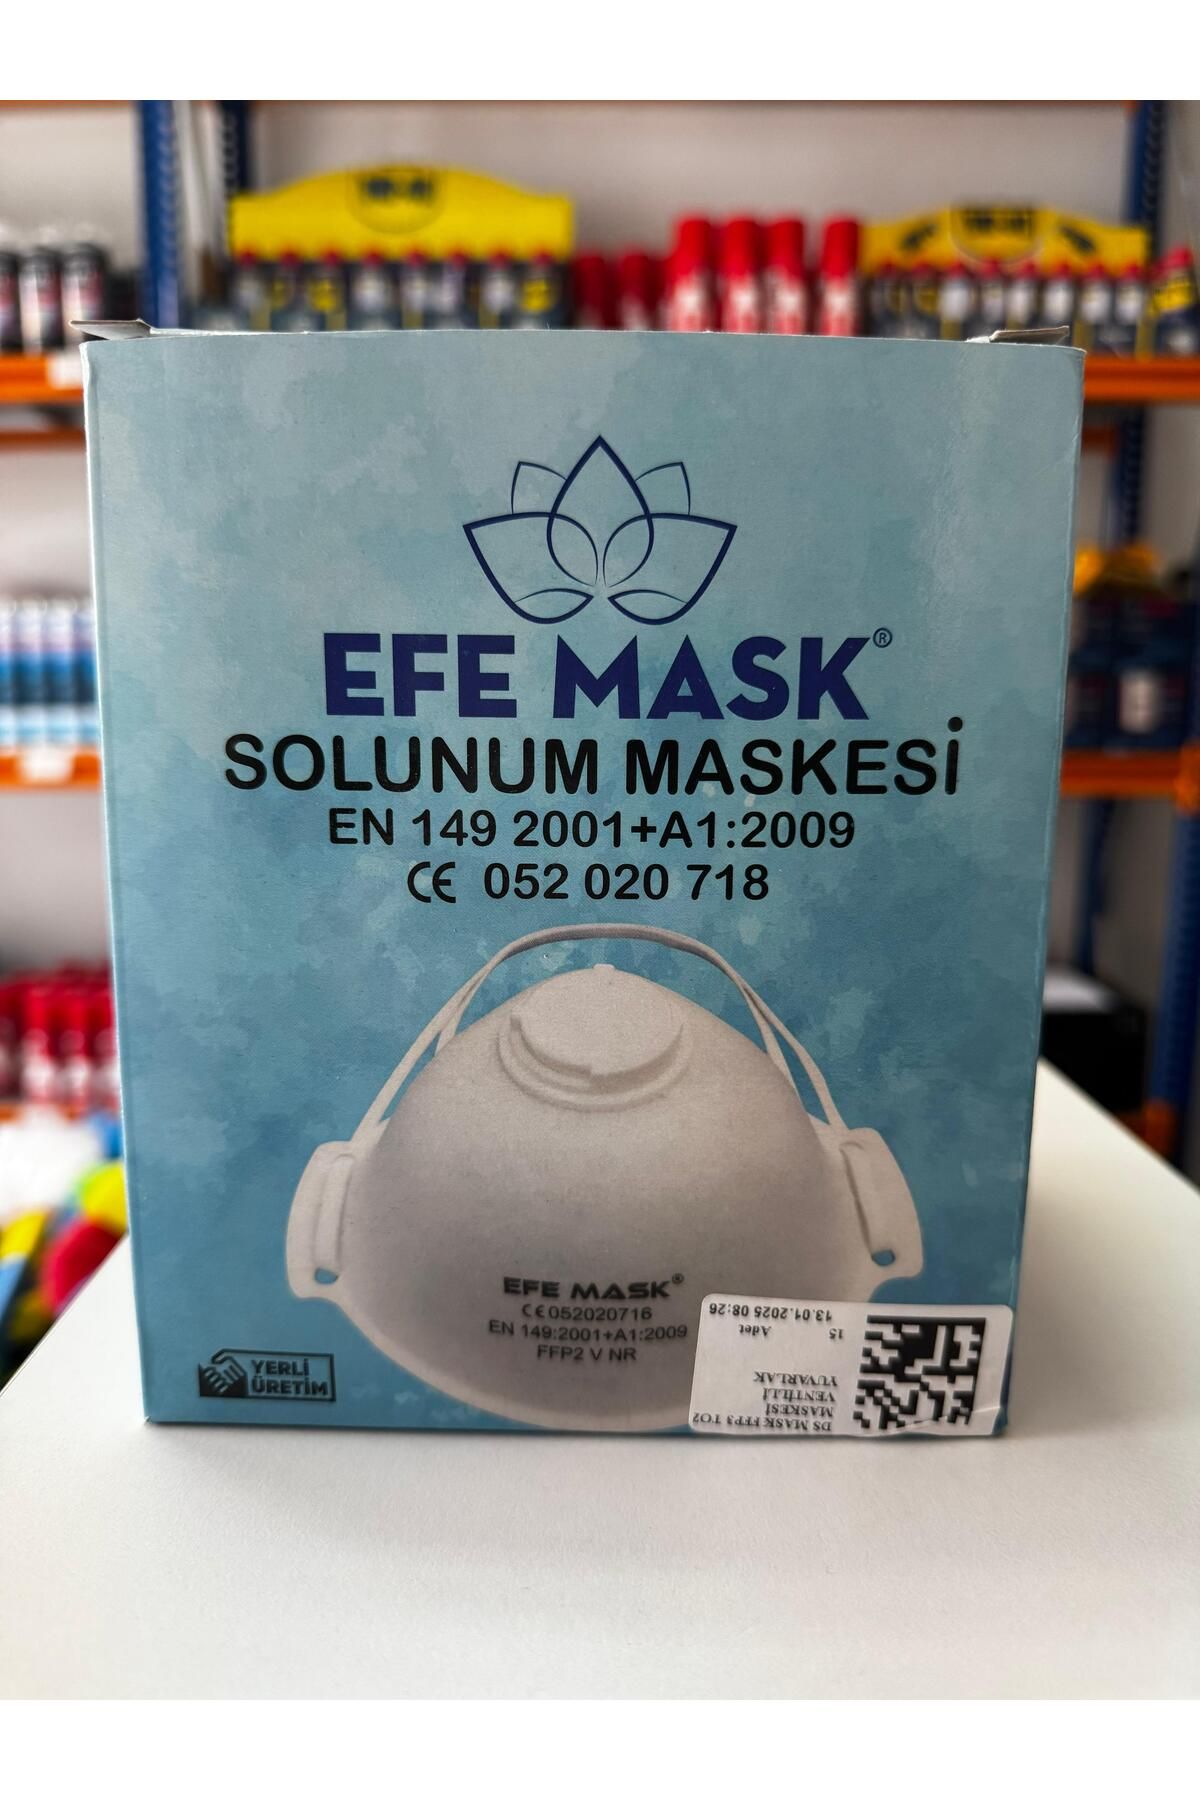 EFE MASK®
SOLUNUM MASKESİ
EN 149 2001+A1:2009
CE 052 020 718
EFE MASK®
CE 052020716
EN 149:2001+A1:2009
FFP2 V NR
YERLİ
ÜRETİM
DS MASK FFP3 TO2
MASKESİ
VENTİLLİ
YUVARLAK
15 Adet
13.01.2025 08:26